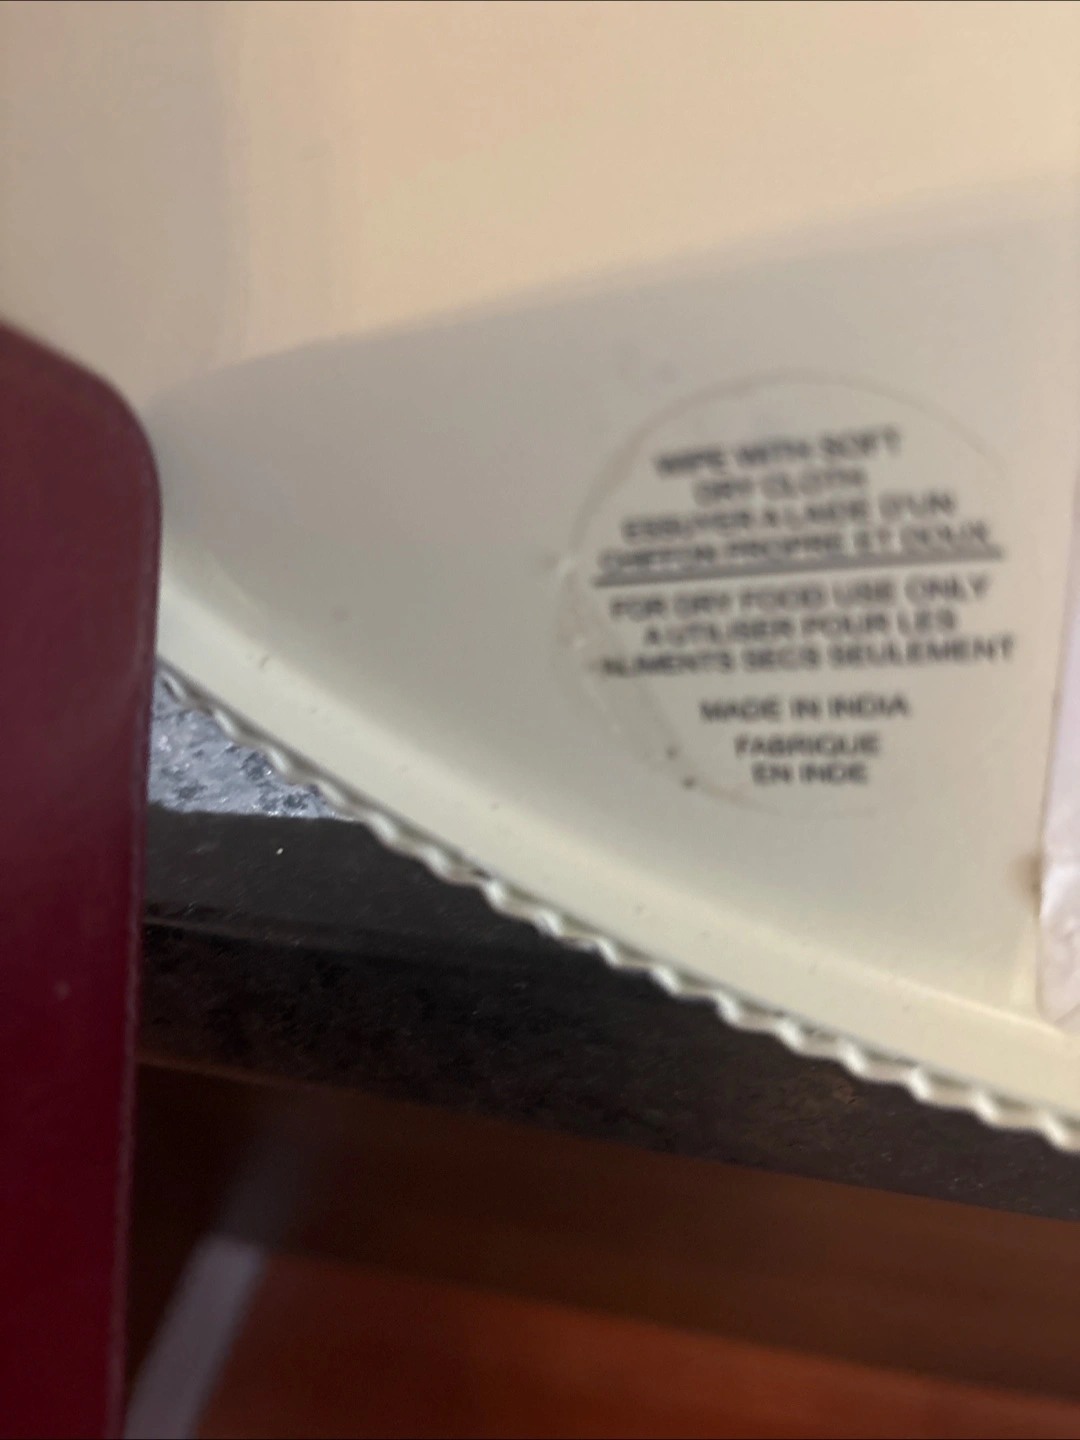 WIPE WITH SOFT
DRY CLOTH
ESSUYER A LAIDE D'UN
CHIFFON PROPRE ET DOUX
FOR DRY FOOD USE ONLY
A UTILISER POUR LES
ALIMENTS SECS SEULEMENT
MADE IN INDIA
FABRIQUE
EN INDE